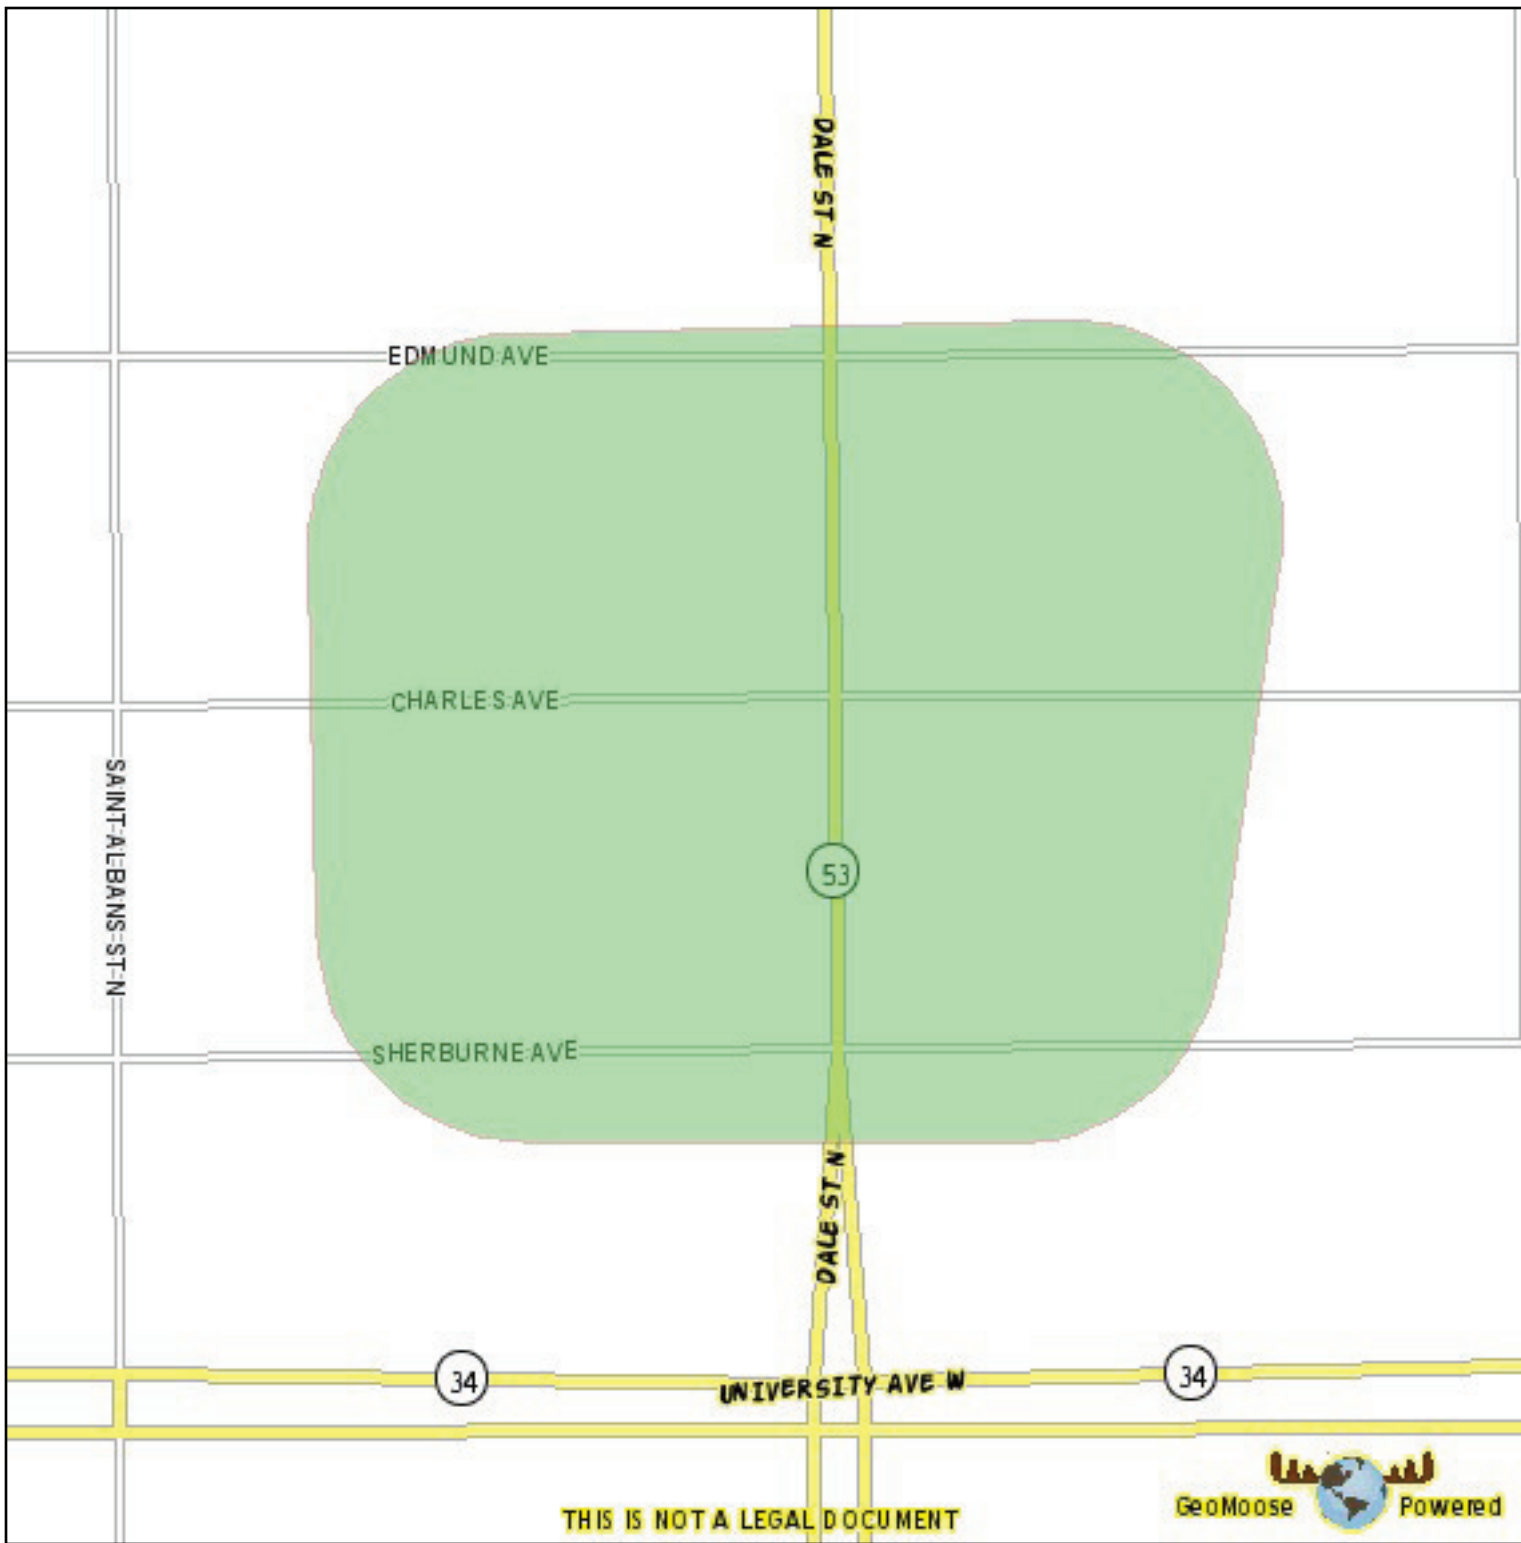 DALE ST N
EDMUND AVE
CHARLES AVE
SAINT ALBANS ST N
53
SHERBURNE AVE
DALE ST N
34
UNIVERSITY AVE W
34
GeoMoose Powered
THIS IS NOT A LEGAL DOCUMENT